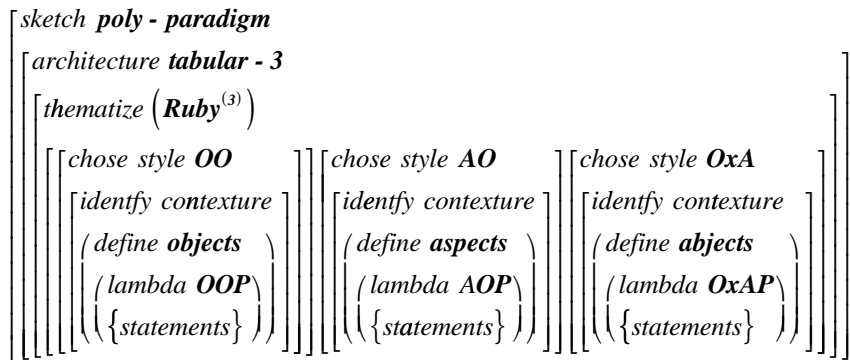 sketch poly - paradigm
architecture tabular - 3
thematize (Ruby(3))
chose style OO chose style AO chose style OxA
identfy contexture identfy contexture identfy contexture
define objects define aspects define abjects
lambda OOP lambda AOP lambda OxAP
{statements} {statements} {statements}